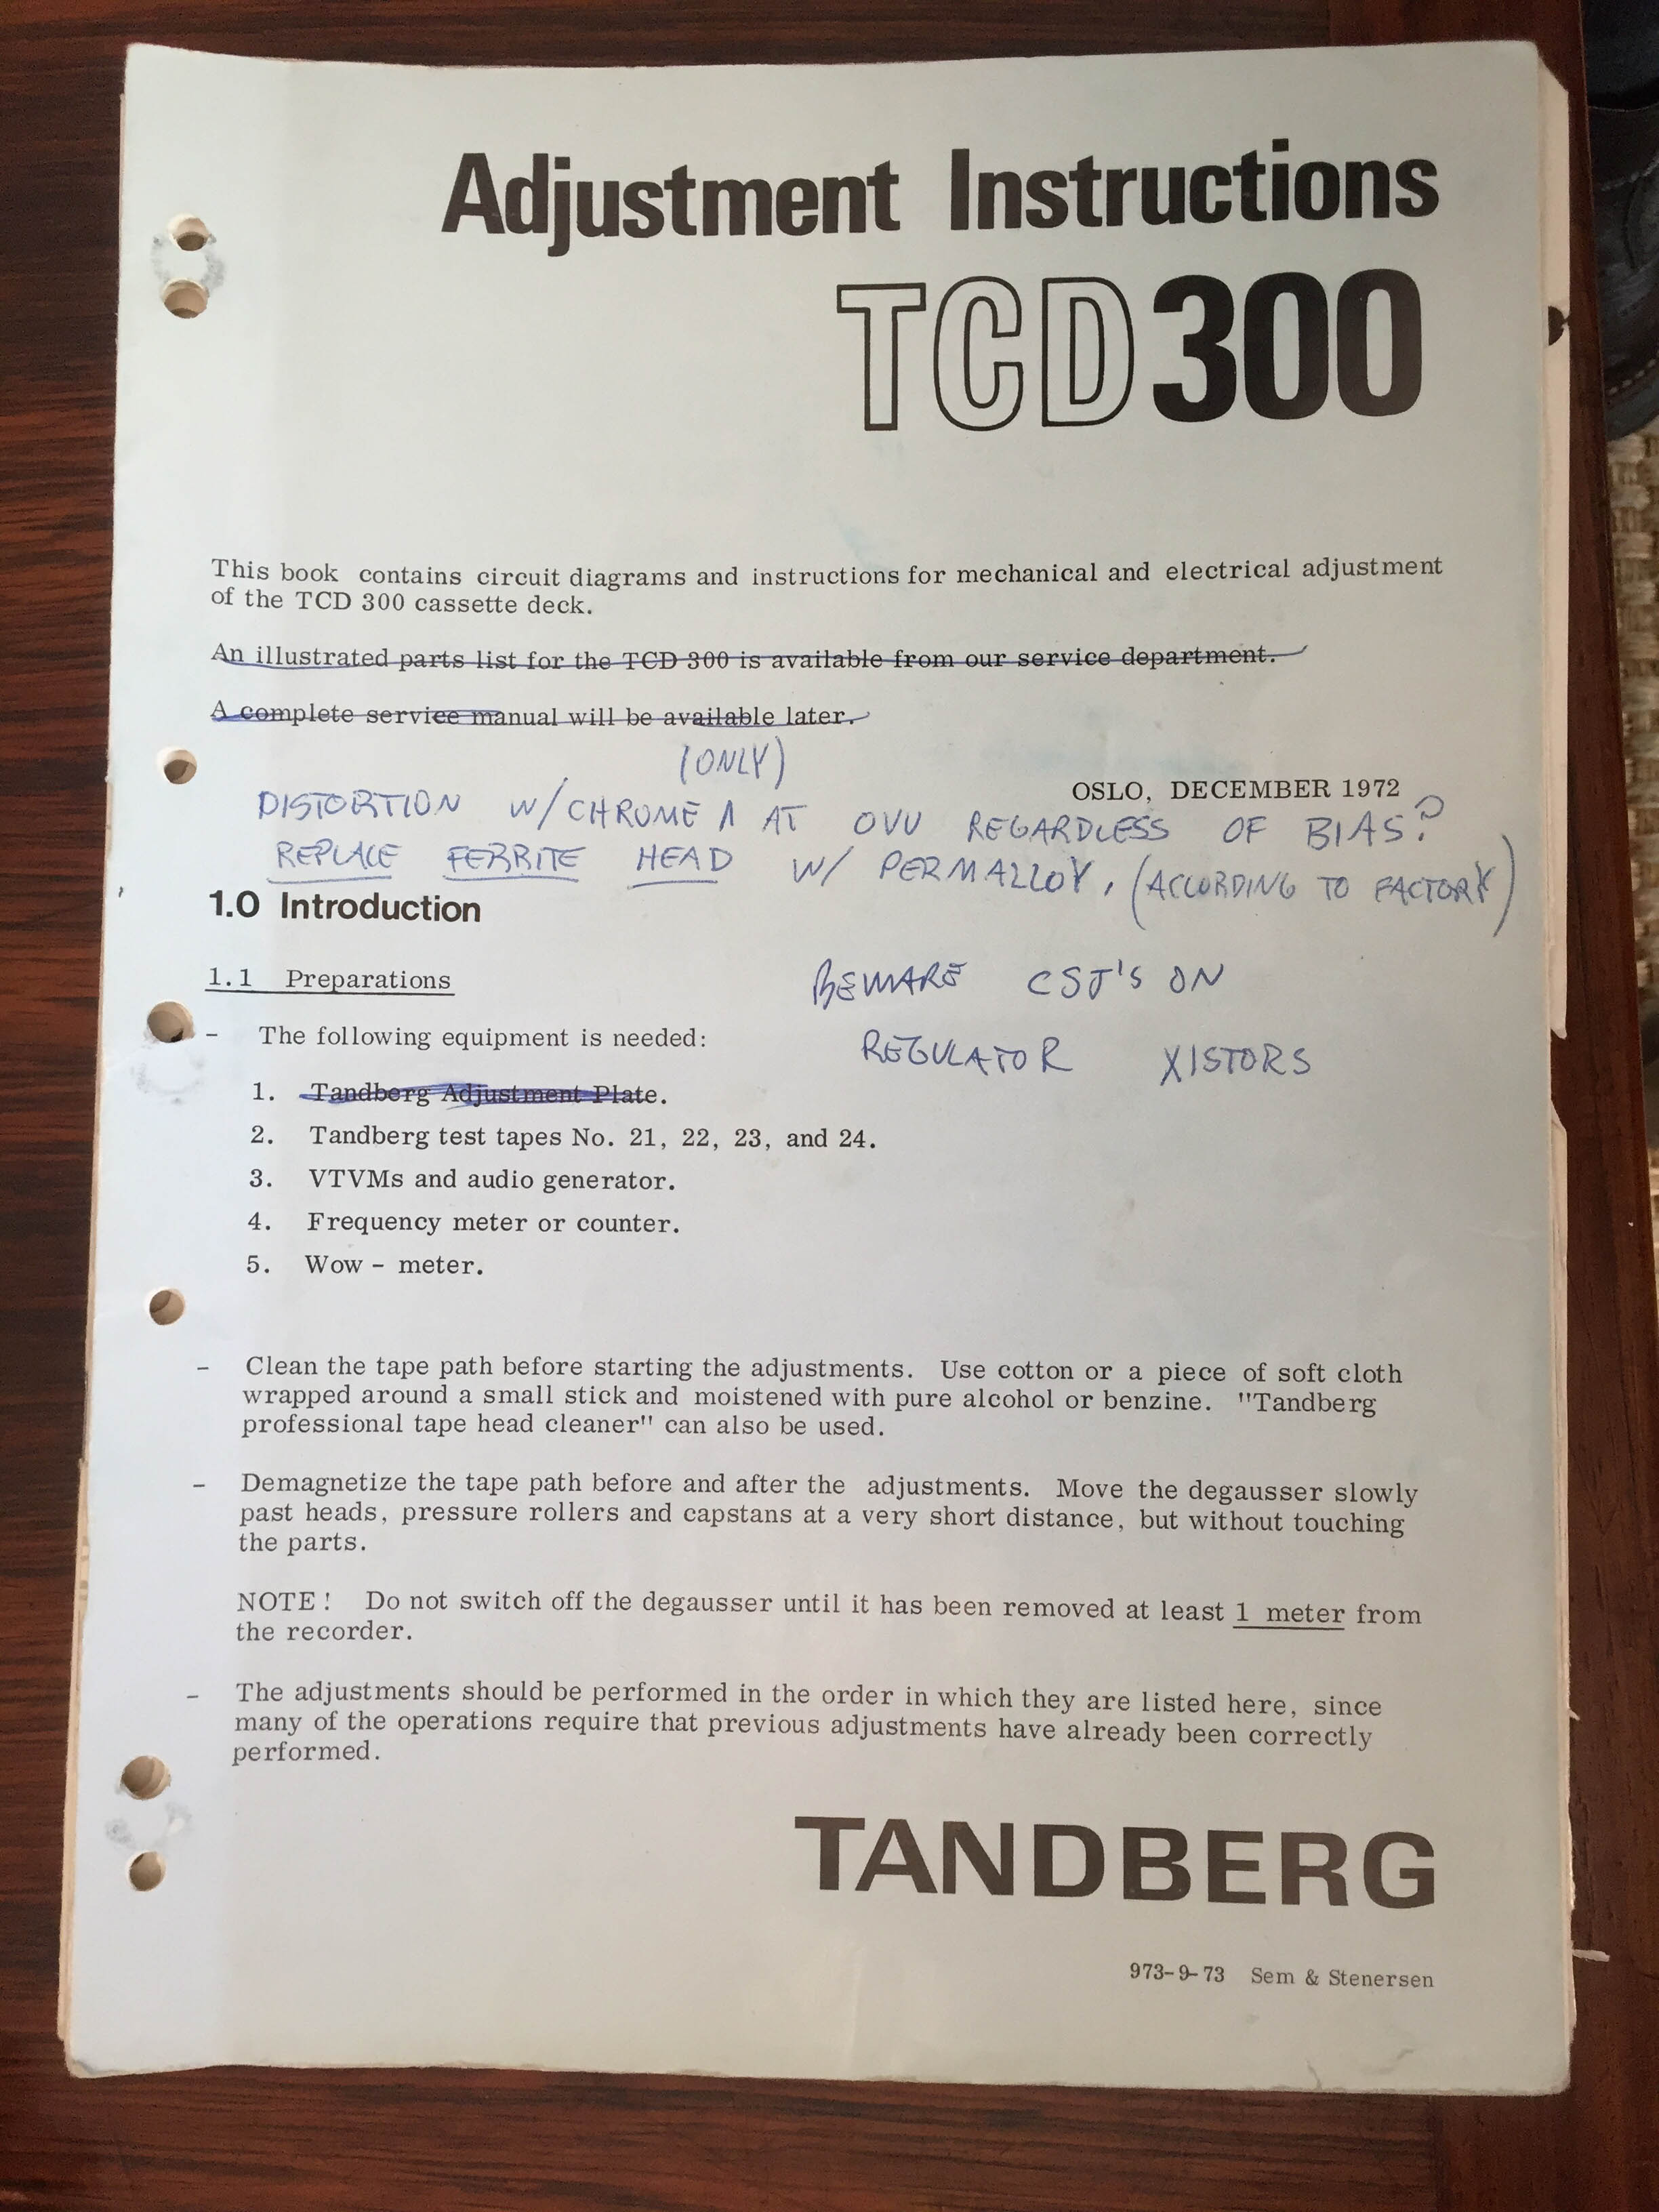 Adjustment Instructions
TCD 300
This book contains circuit diagrams and instructions for mechanical and electrical adjustment
of the TCD 300 cassette deck.
An illustrated parts list for the TCD 300 is available from our service department.
A complete service manual will be available later.
(ONLY)
OSLO, DECEMBER 1972
DISTORTION W/CHROME AT OVU REGARDLESS OF BIAS?
REPLACE FERRITE HEAD W/ PERMALLOY, (ACCORDING TO FACTORY)
1.0 Introduction
1.1 Preparations
BEWARE CSJ'S ON
- The following equipment is needed:
REGULATOR XISTORS
1. Tandberg Adjustment Plate.
2. Tandberg test tapes No. 21, 22, 23, and 24.
3. VTVMs and audio generator.
4. Frequency meter or counter.
5. Wow - meter.
- Clean the tape path before starting the adjustments. Use cotton or a piece of soft cloth
wrapped around a small stick and moistened with pure alcohol or benzine. "Tandberg
professional tape head cleaner" can also be used.
- Demagnetize the tape path before and after the adjustments. Move the degausser slowly
past heads, pressure rollers and capstans at a very short distance, but without touching
the parts.
NOTE! Do not switch off the degausser until it has been removed at least 1 meter from
the recorder.
- The adjustments should be performed in the order in which they are listed here, since
many of the operations require that previous adjustments have already been correctly
performed.
TANDBERG
973-9-73 Sem & Stenersen